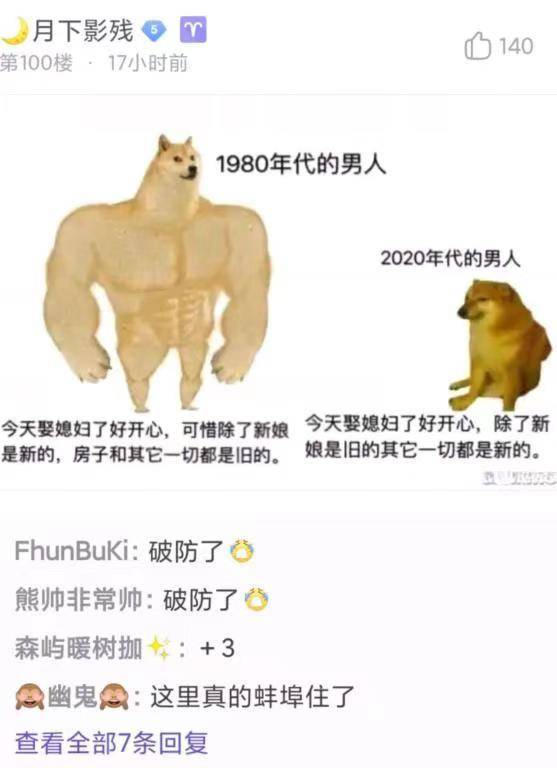 月下影残
5
第100楼 · 17小时前
140
1980年代的男人
2020年代的男人
今天娶媳妇了好开心，可惜除了新娘
是新的，房子和其它一切都是旧的。
今天娶媳妇了好开心，除了新
娘是旧的其它一切都是新的。
FhunBuKi: 破防了
熊帅非常帅: 破防了
森屿暖树拁✨: +3
🙈幽鬼🙈: 这里真的蚌埠住了
查看全部7条回复